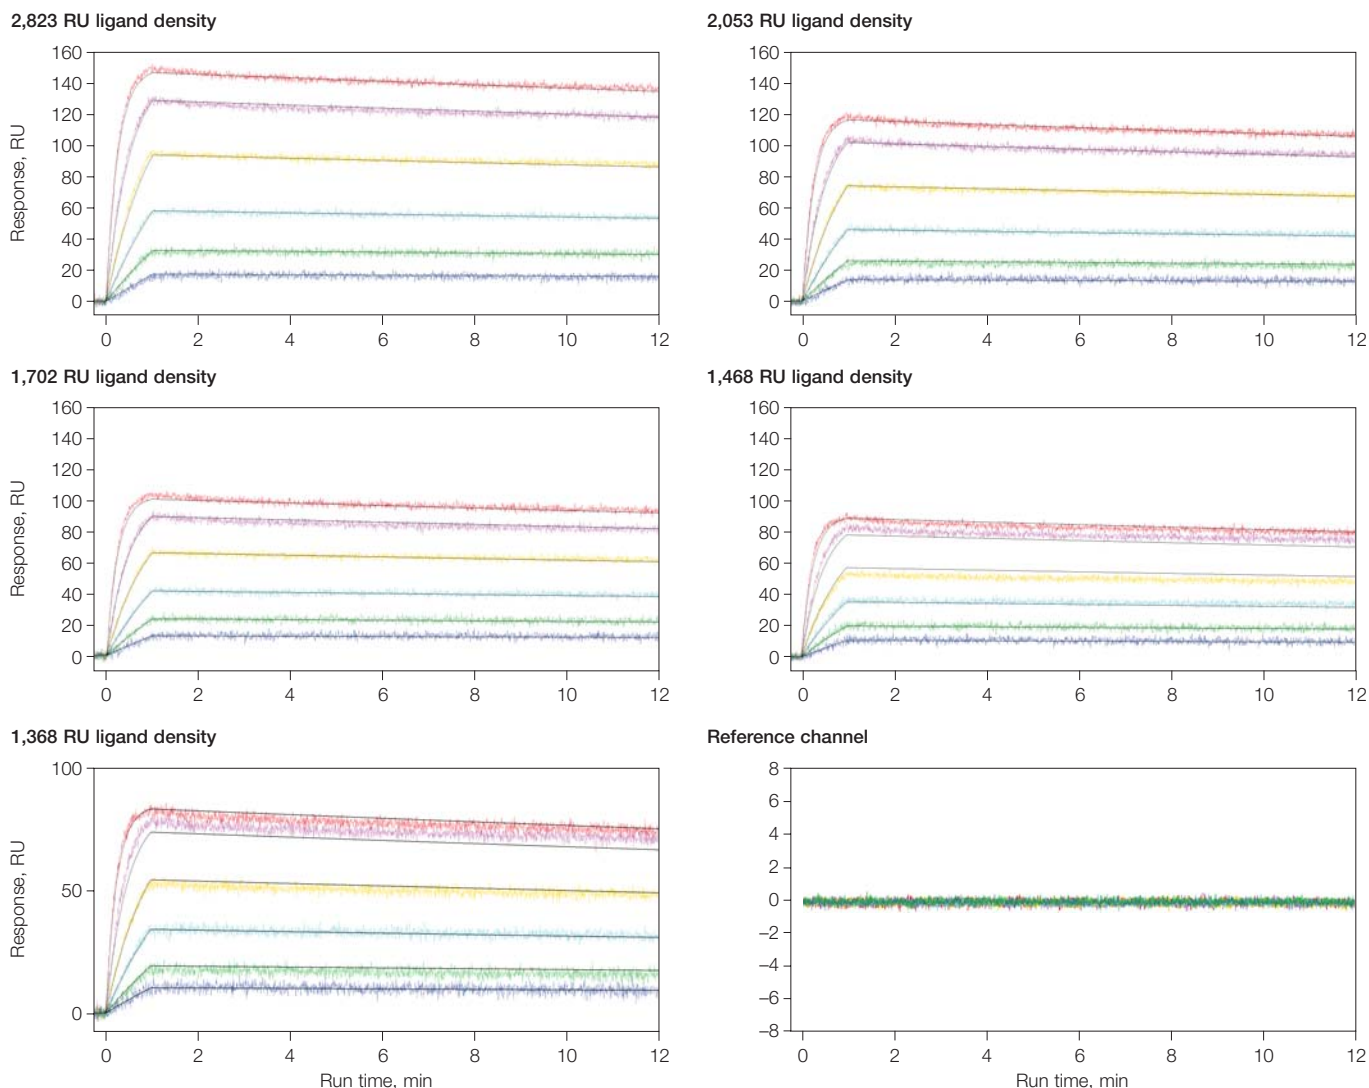 2,823 RU ligand density
2,053 RU ligand density
160
140
120
100
80
60
40
20
0
Response, RU
0 2 4 6 8 10 12
160
140
120
100
80
60
40
20
0
0 2 4 6 8 10 12
1,702 RU ligand density
1,468 RU ligand density
160
140
120
100
80
60
40
20
0
Response, RU
0 2 4 6 8 10 12
160
140
120
100
80
60
40
20
0
0 2 4 6 8 10 12
1,368 RU ligand density
Reference channel
100
50
0
Response, RU
0 2 4 6 8 10 12
Run time, min
8
6
4
2
0
–2
–4
–6
–8
0 2 4 6 8 10 12
Run time, min